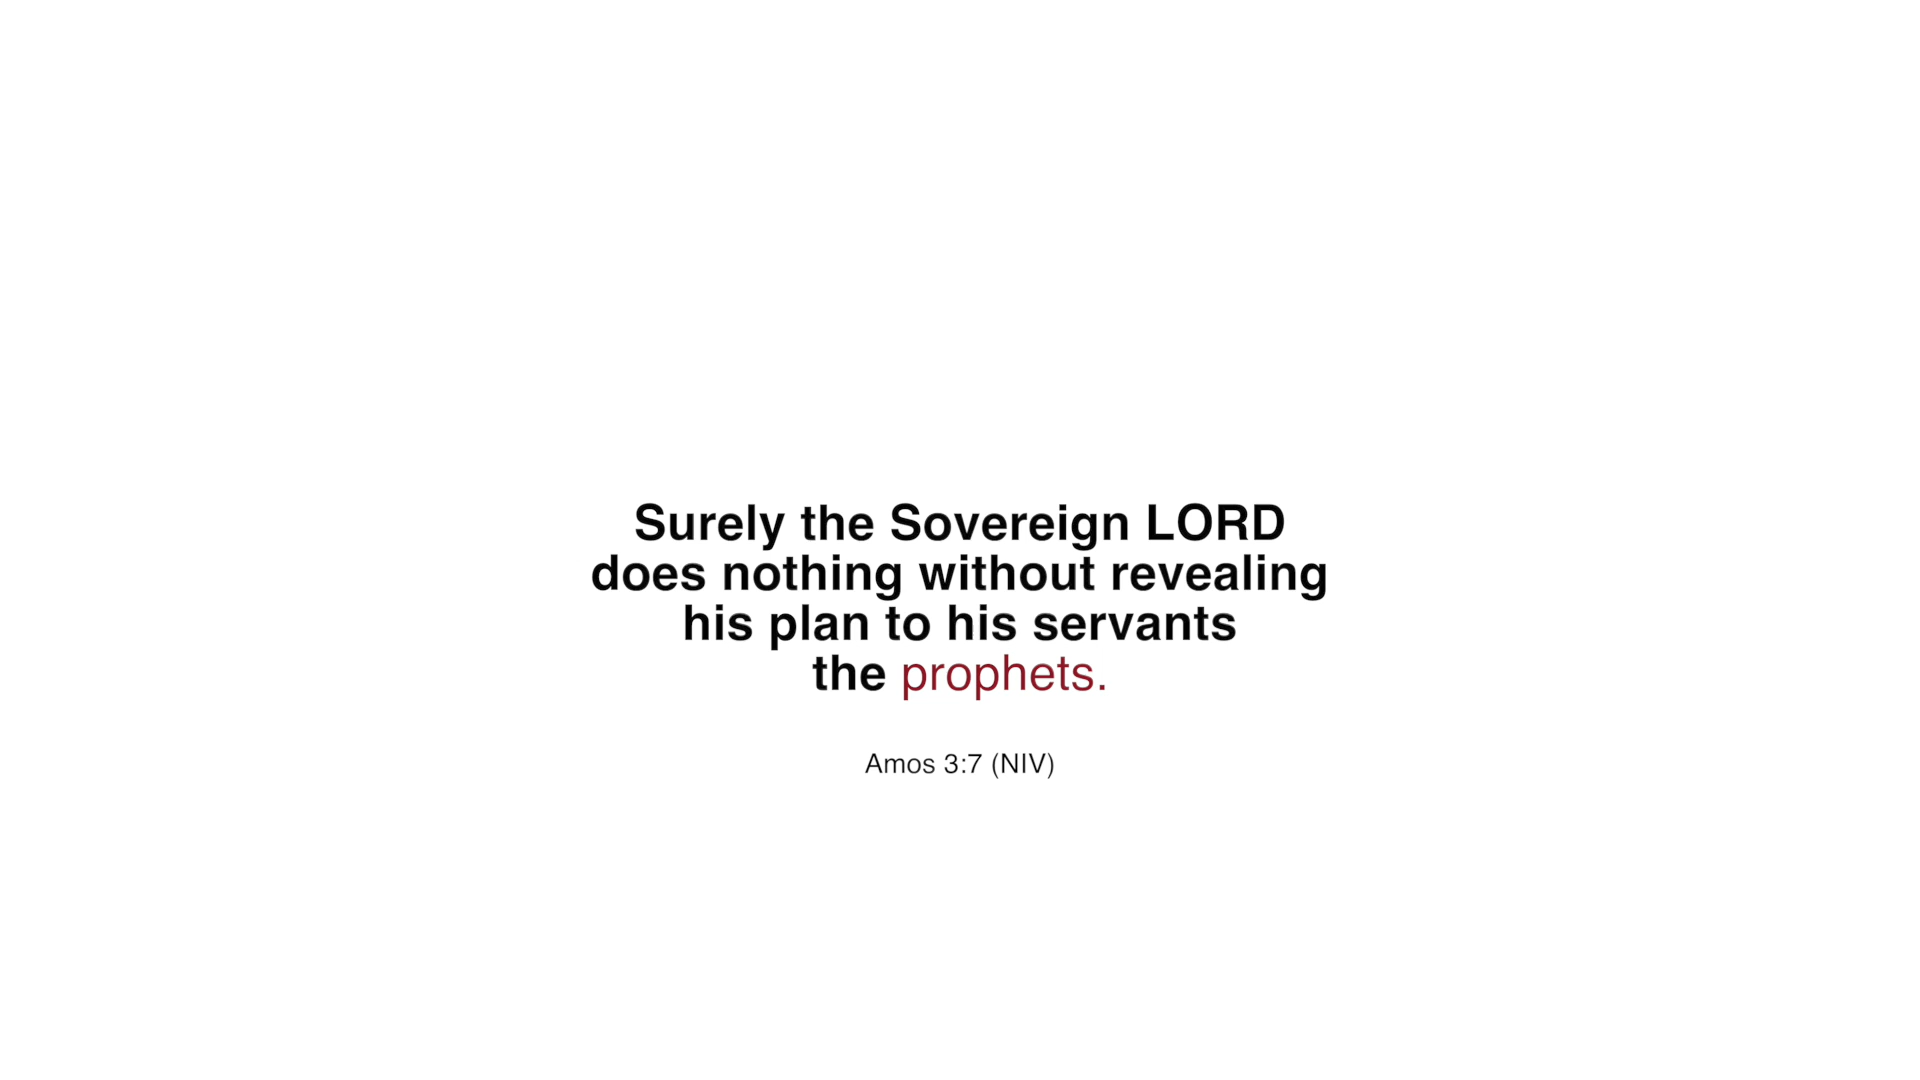 Surely the Sovereign LORD
does nothing without revealing
his plan to his servants
the prophets.
Amos 3:7 (NIV)